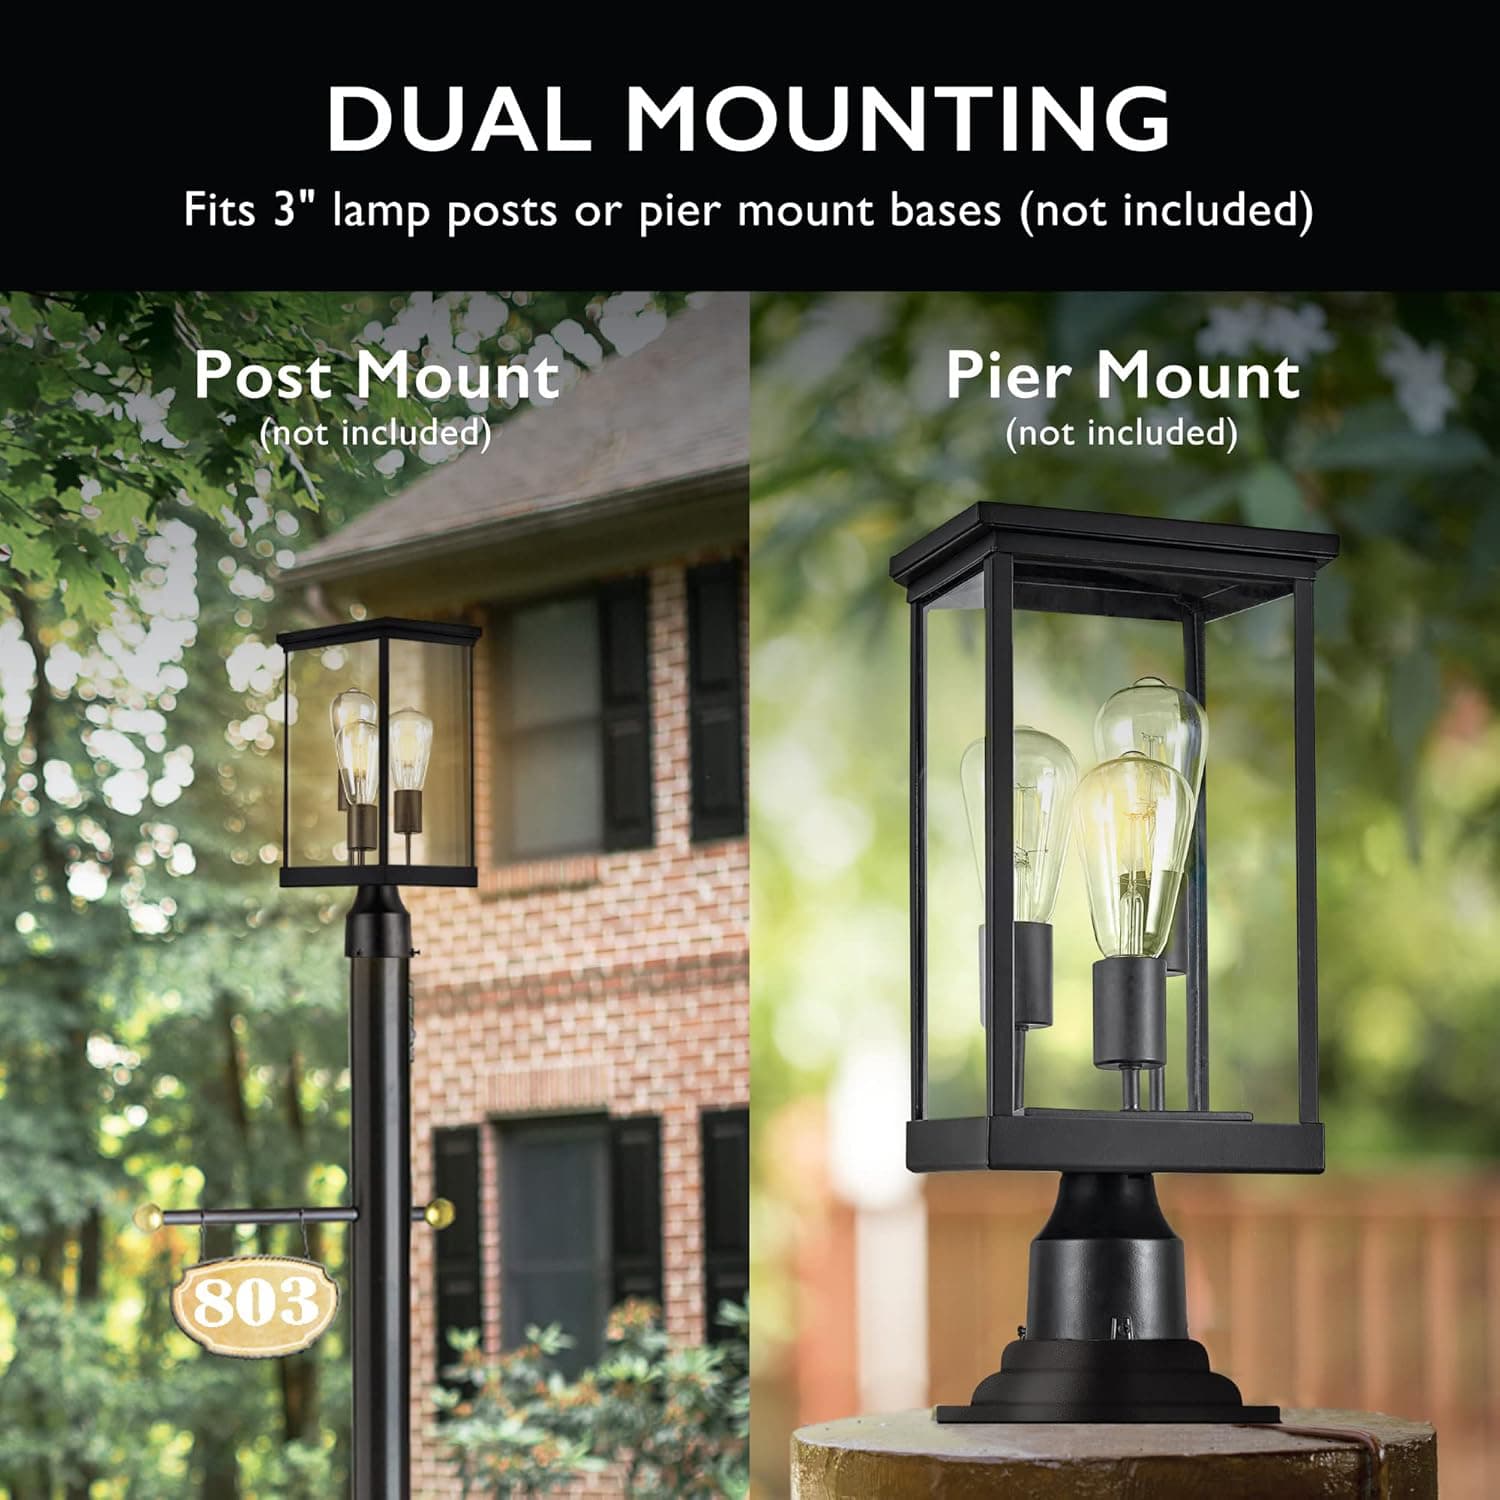 DUAL MOUNTING
Fits 3" lamp posts or pier mount bases (not included)
Post Mount
(not included)
Pier Mount
(not included)
803